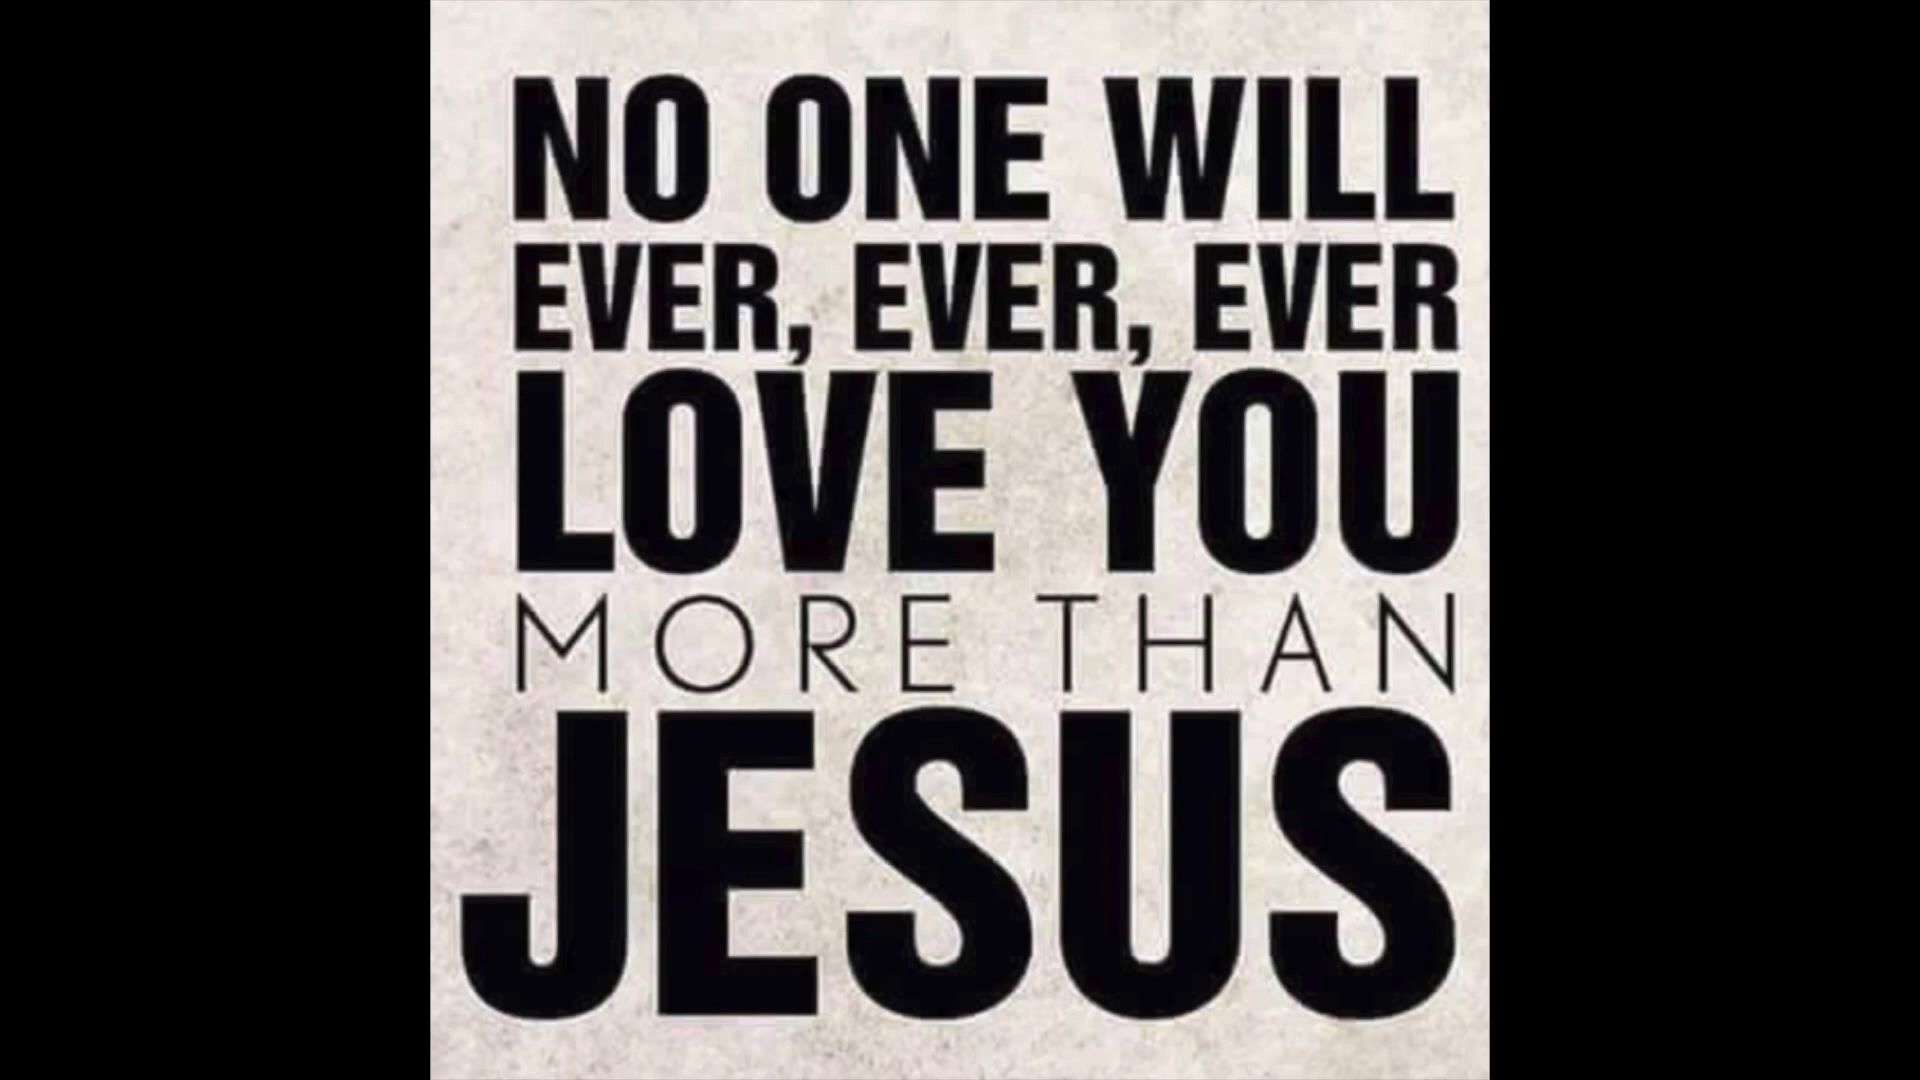 NO ONE WILL
EVER, EVER, EVER
LOVE YOU
MORE THAN
JESUS